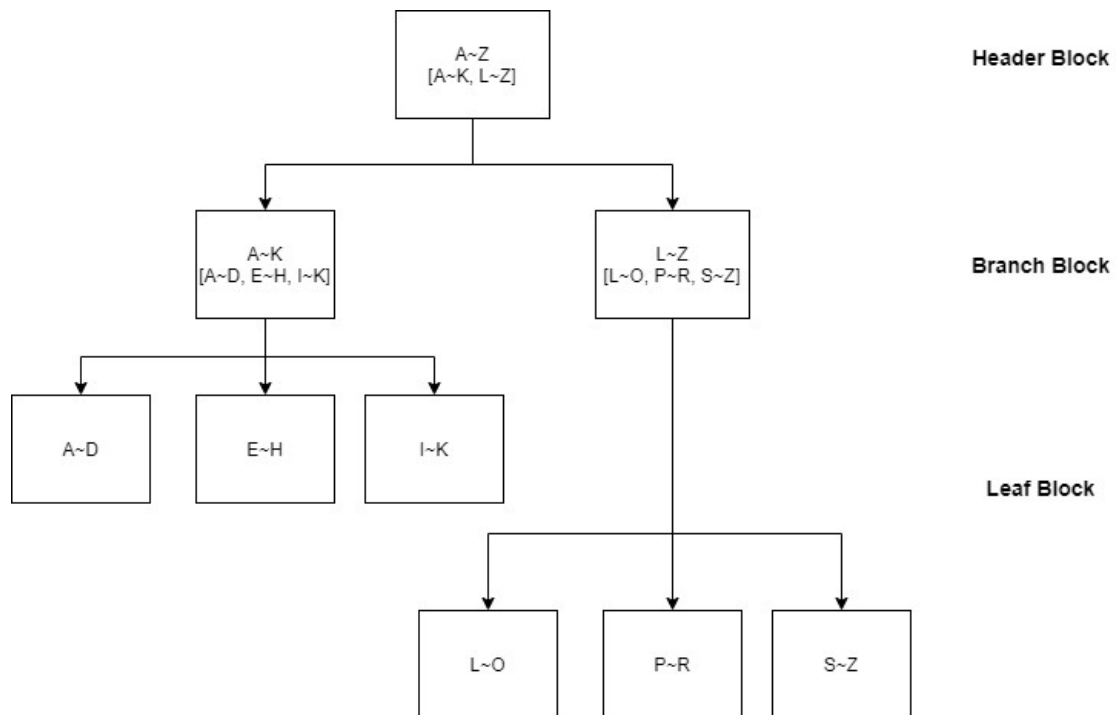 A~Z
[A~K, L~Z]
Header Block
A~K
[A~D, E~H, I~K]
L~Z
[L~O, P~R, S~Z]
Branch Block
A~D
E~H
I~K
Leaf Block
L~O
P~R
S~Z